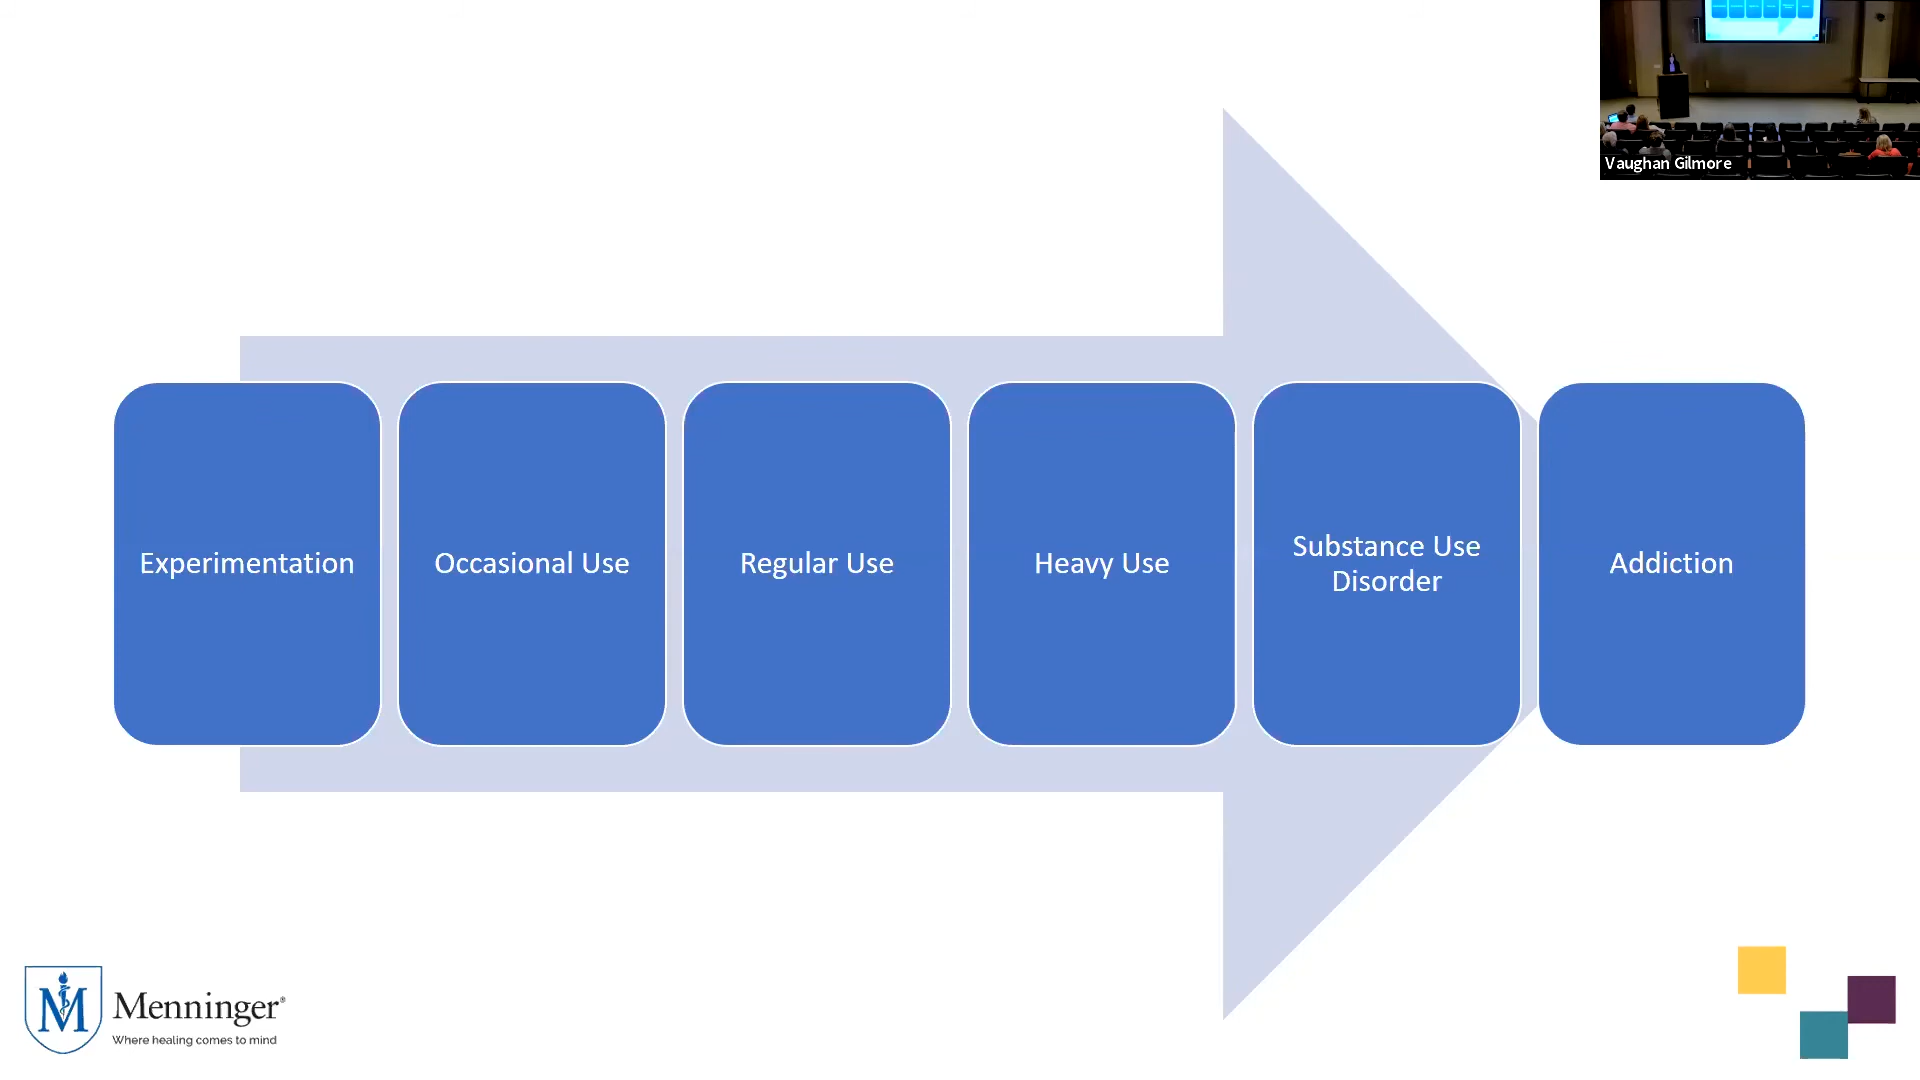 Vaughan Gilmore
Experimentation
Occasional Use
Regular Use
Heavy Use
Substance Use
Disorder
Addiction
M
Menninger®
Where healing comes to mind